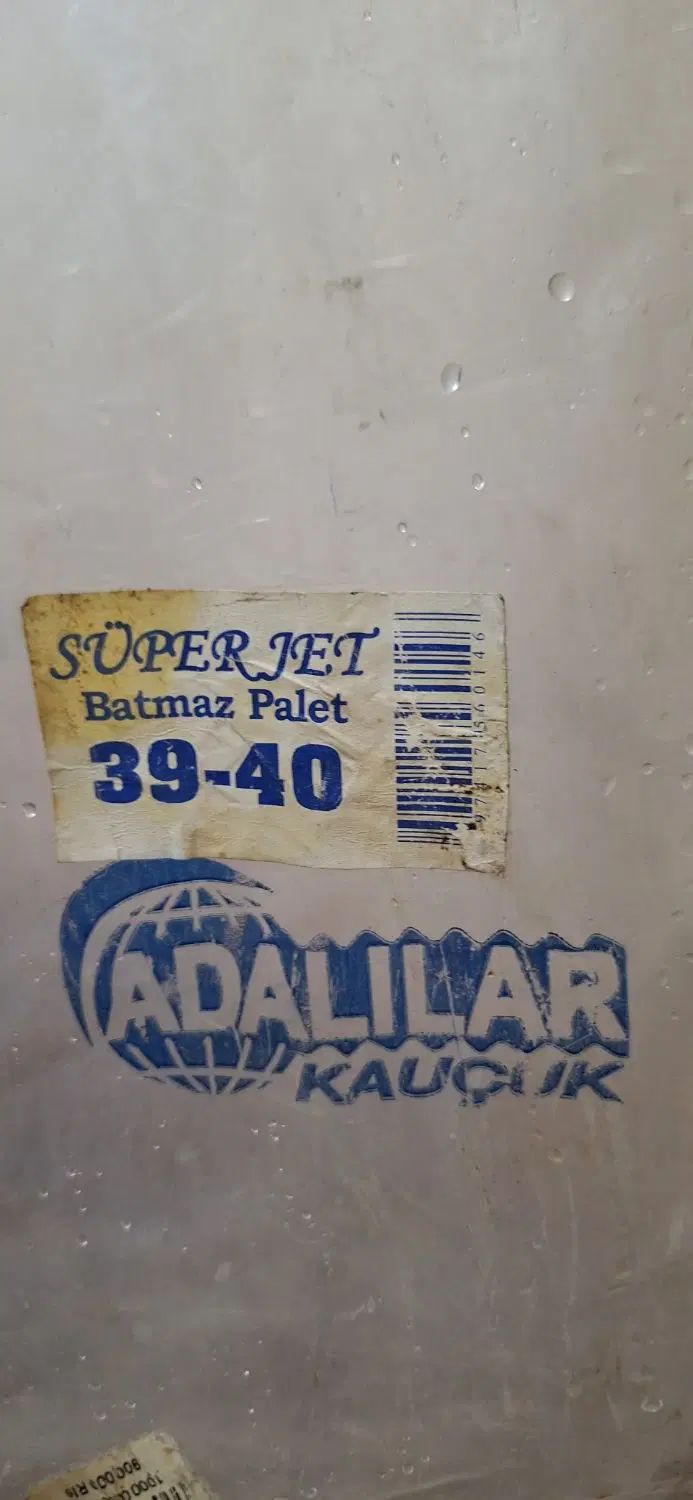 SÜPER JET
Batmaz Palet
39-40
ADALILAR
KAUÇUK